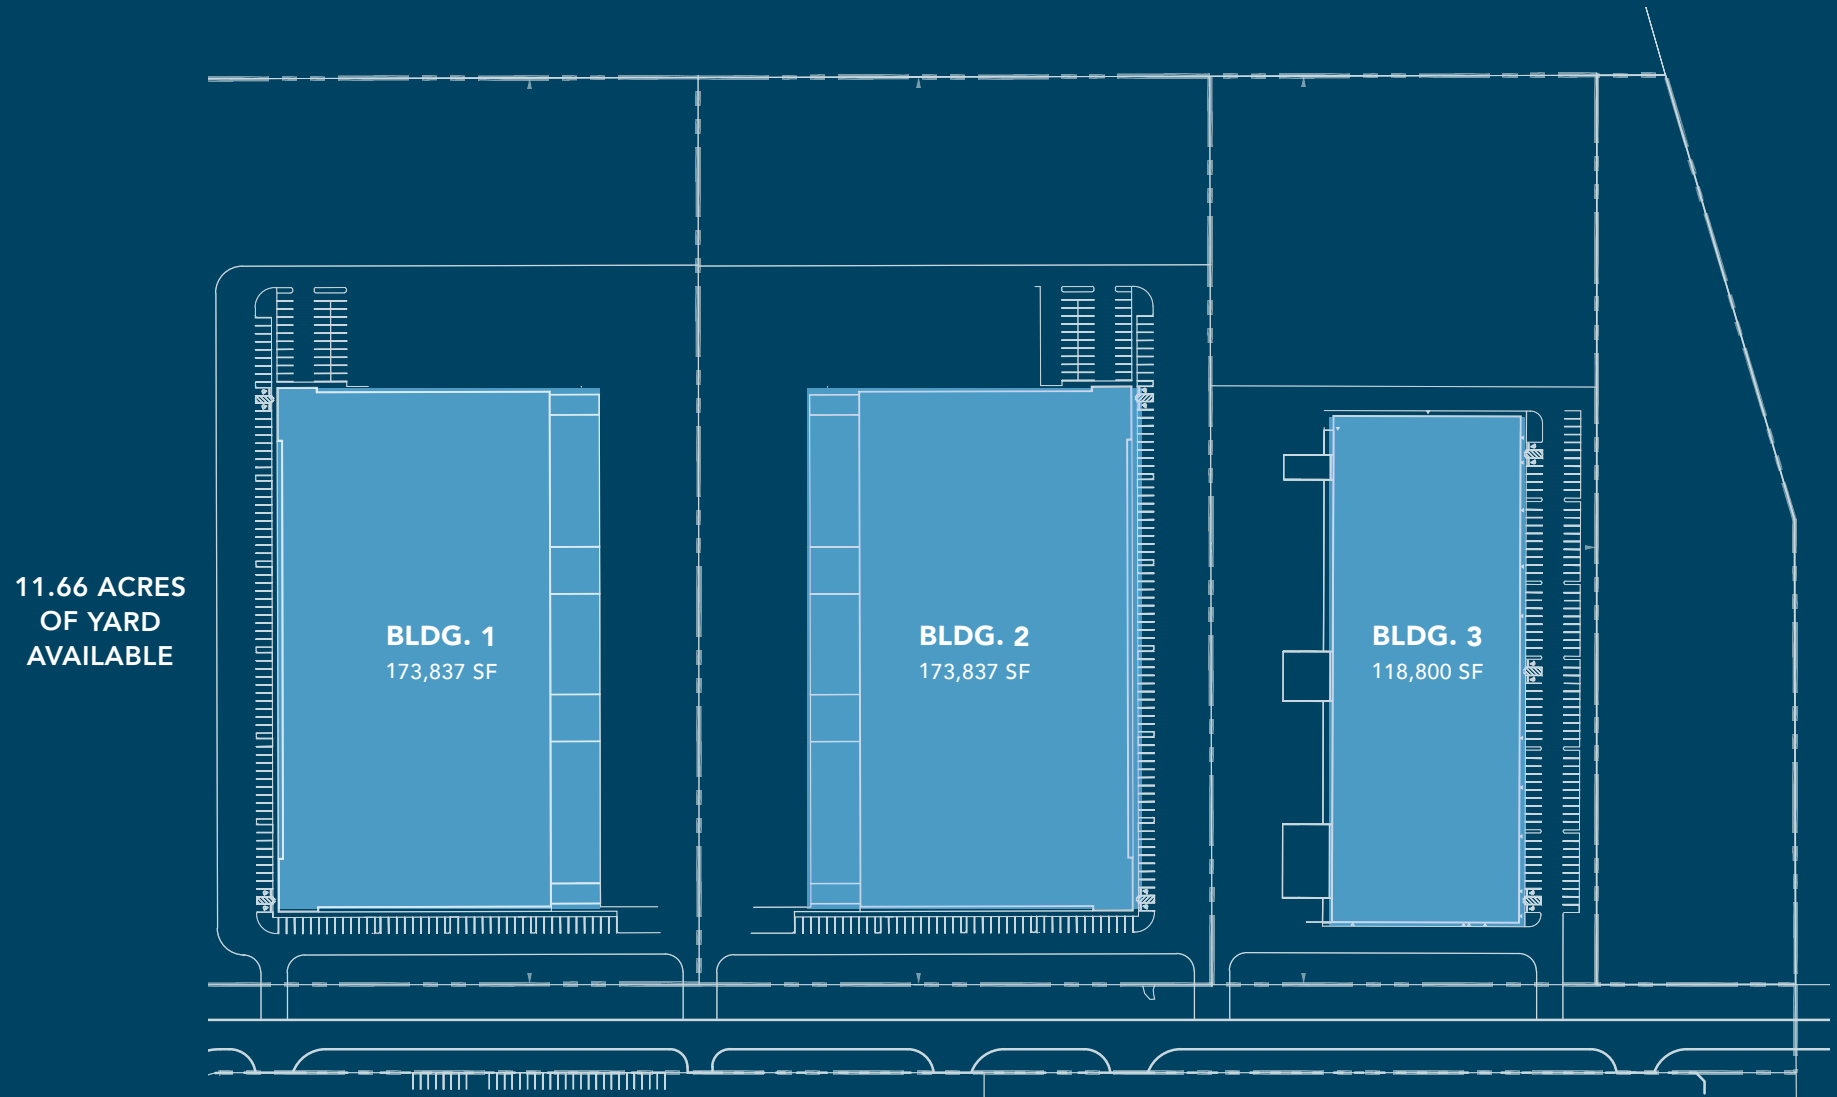 11.66 ACRES
OF YARD
AVAILABLE
BLDG. 1
173,837 SF
BLDG. 2
173,837 SF
BLDG. 3
118,800 SF